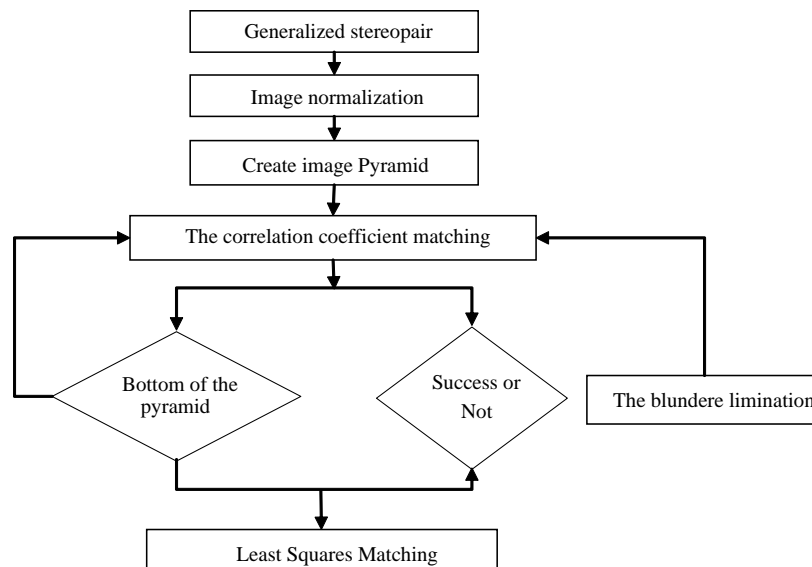 Generalized stereopair
Image normalization
Create image Pyramid
The correlation coefficient matching
Bottom of the
pyramid
Success or
Not
The blundere limination
Least Squares Matching